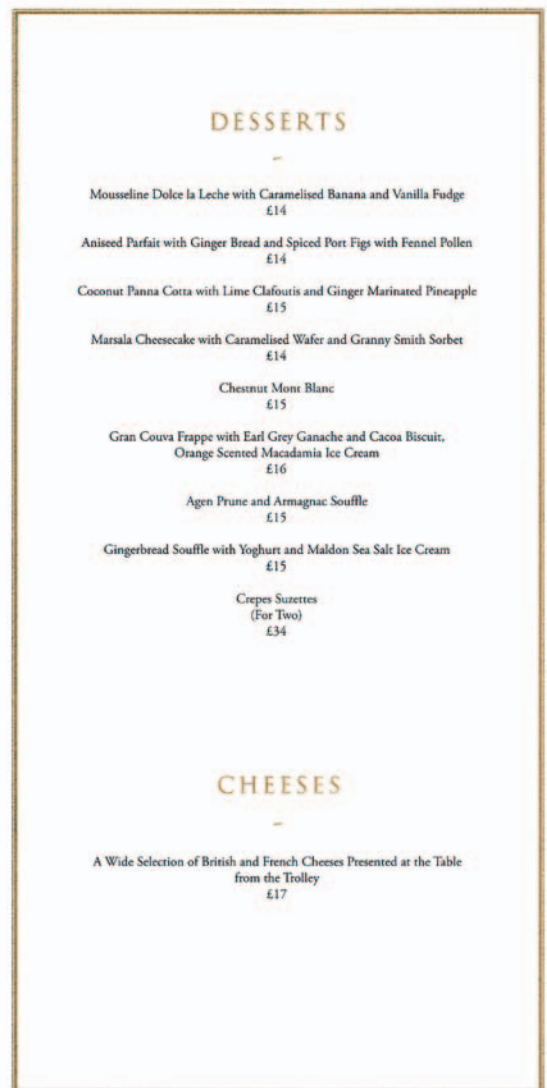 DESSERTS
Mousseline Dolce la Leche with Caramelised Banana and Vanilla Fudge
£14
Aniseed Parfait with Ginger Bread and Spiced Port Figs with Fennel Pollen
£14
Coconut Panna Cotta with Lime Clafoutis and Ginger Marinated Pineapple
£15
Marsala Cheesecake with Caramelised Wafer and Granny Smith Sorbet
£14
Chestnut Mont Blanc
£15
Gran Couva Frappe with Earl Grey Ganache and Cacoa Biscuit,
Orange Scented Macadamia Ice Cream
£16
Agen Prune and Armagnac Souffle
£15
Gingerbread Souffle with Yoghurt and Maldon Sea Salt Ice Cream
£15
Crepes Suzettes
(For Two)
£34
CHEESES
A Wide Selection of British and French Cheeses Presented at the Table
from the Trolley
£17